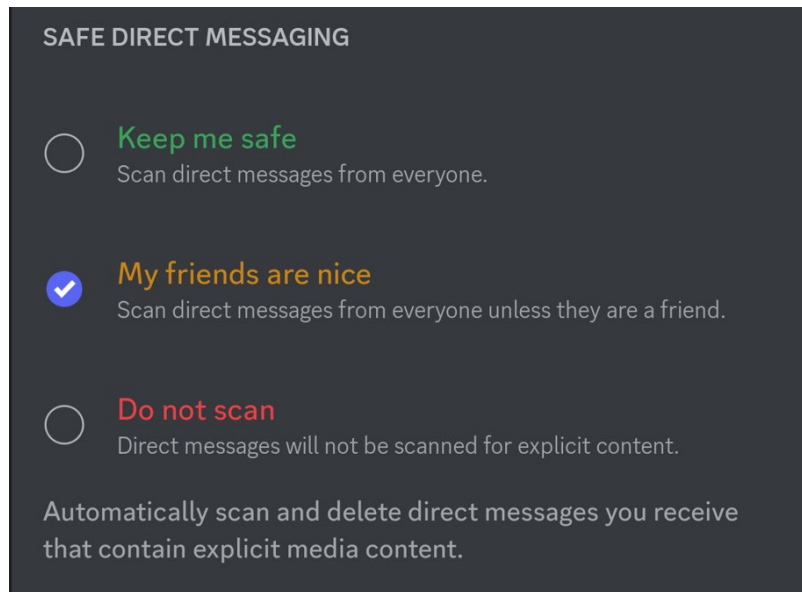 SAFE DIRECT MESSAGING
Keep me safe
Scan direct messages from everyone.
My friends are nice
Scan direct messages from everyone unless they are a friend.
Do not scan
Direct messages will not be scanned for explicit content.
Automatically scan and delete direct messages you receive
that contain explicit media content.